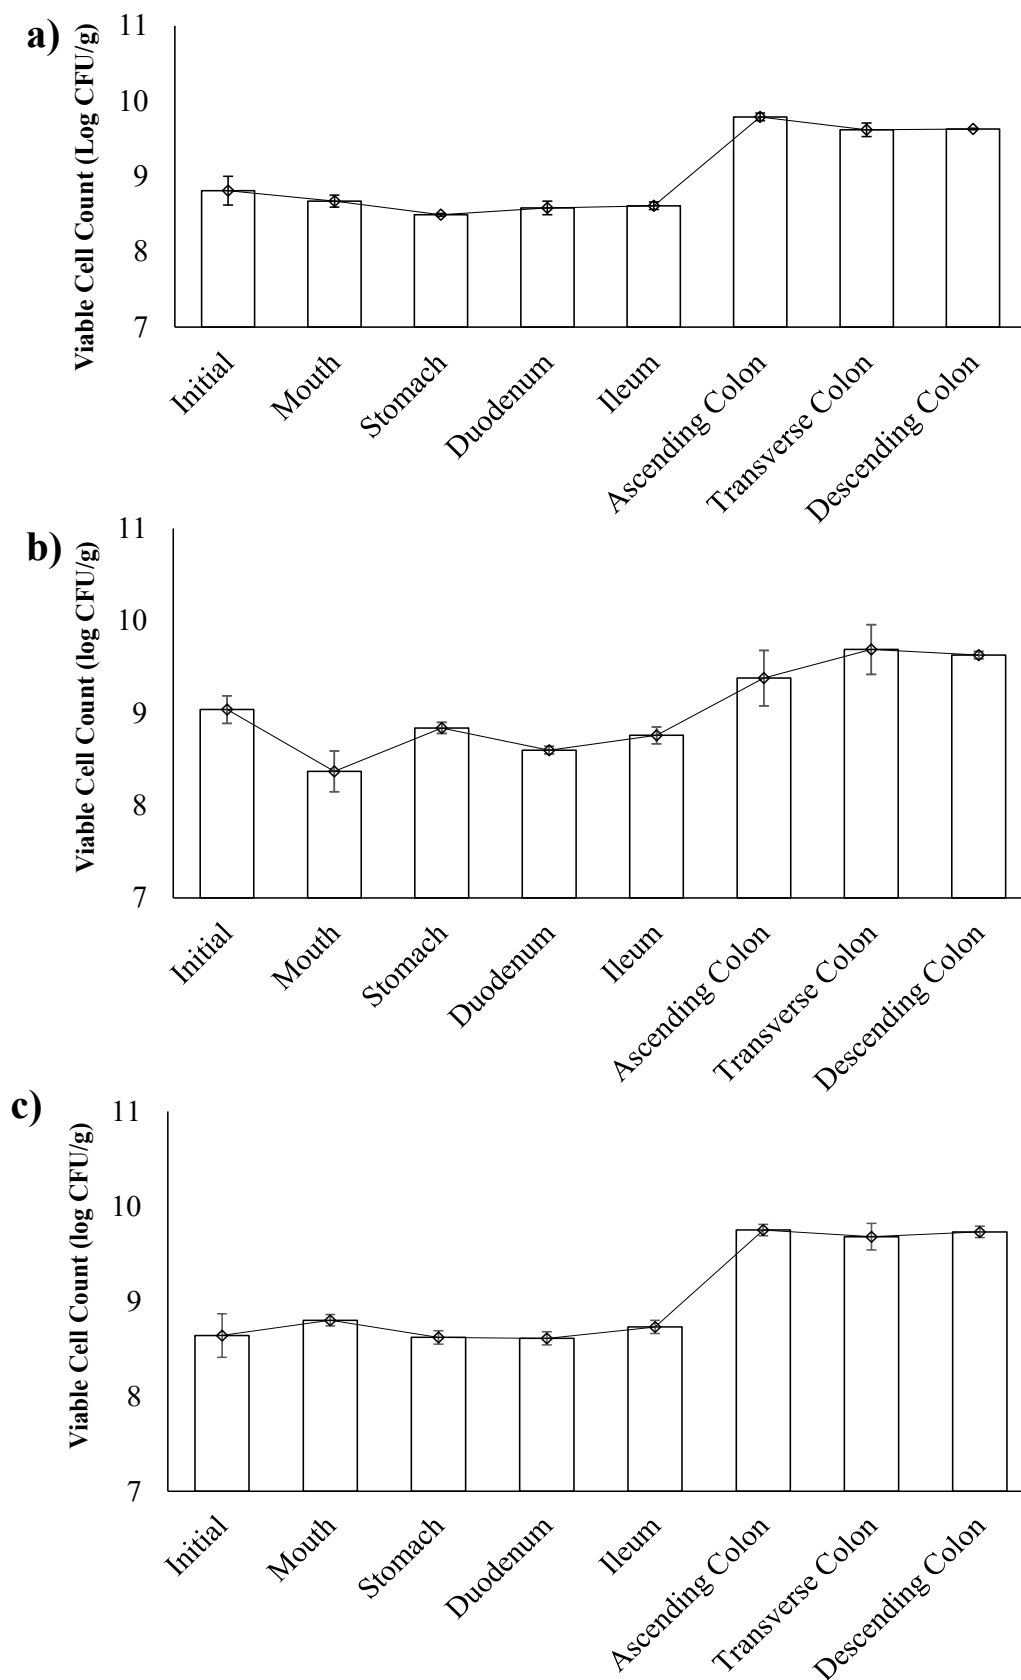 a)
Viable Cell Count (Log CFU/g)
11
10
9
8
7
Initial
Mouth
Stomach
Duodenum
Ileum
Ascending Colon
Transverse Colon
Descending Colon
b)
Viable Cell Count (log CFU/g)
11
10
9
8
7
Initial
Mouth
Stomach
Duodenum
Ileum
Ascending Colon
Transverse Colon
Descending Colon
c)
Viable Cell Count (log CFU/g)
11
10
9
8
7
Initial
Mouth
Stomach
Duodenum
Ileum
Ascending Colon
Transverse Colon
Descending Colon